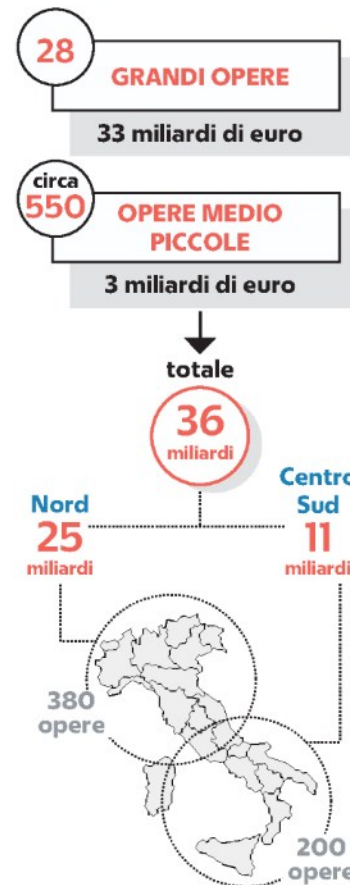 28
GRANDI OPERE
33 miliardi di euro
circa
550
OPERE MEDIO
PICCOLE
3 miliardi di euro
totale
36
miliardi
Nord
25
miliardi
Centro
Sud
11
miliardi
380
opere
200
opere